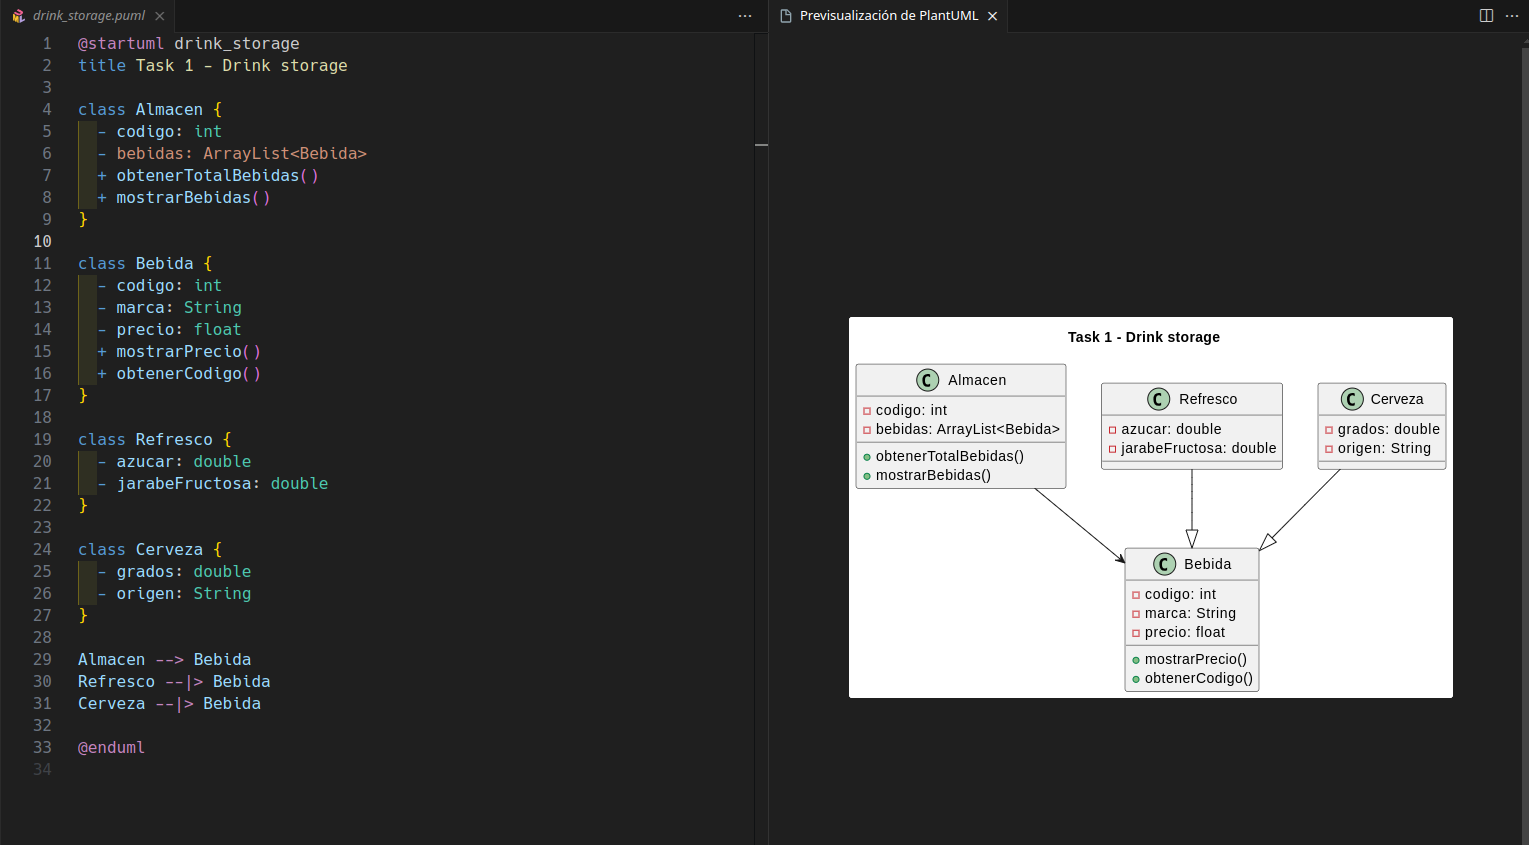 drink_storage.puml
1 @startuml drink_storage
2 title Task 1 - Drink storage
3
4 class Almacen {
5 - codigo: int
6 - bebidas: ArrayList<Bebida>
7 + obtenerTotalBebidas()
8 + mostrarBebidas()
9 }
10
11 class Bebida {
12 - codigo: int
13 - marca: String
14 - precio: float
15 + mostrarPrecio()
16 + obtenerCodigo()
17 }
18
19 class Refresco {
20 - azucar: double
21 - jarabeFructosa: double
22 }
23
24 class Cerveza {
25 - grados: double
26 - origen: String
27 }
28
29 Almacen --> Bebida
30 Refresco --|> Bebida
31 Cerveza --|> Bebida
32
33 @enduml
34
Previsualización de PlantUML
Task 1 - Drink storage
C Almacen
codigo: int
bebidas: ArrayList<Bebida>
obtenerTotalBebidas()
mostrarBebidas()
C Refresco
azucar: double
jarabeFructosa: double
C Cerveza
grados: double
origen: String
C Bebida
codigo: int
marca: String
precio: float
mostrarPrecio()
obtenerCodigo()